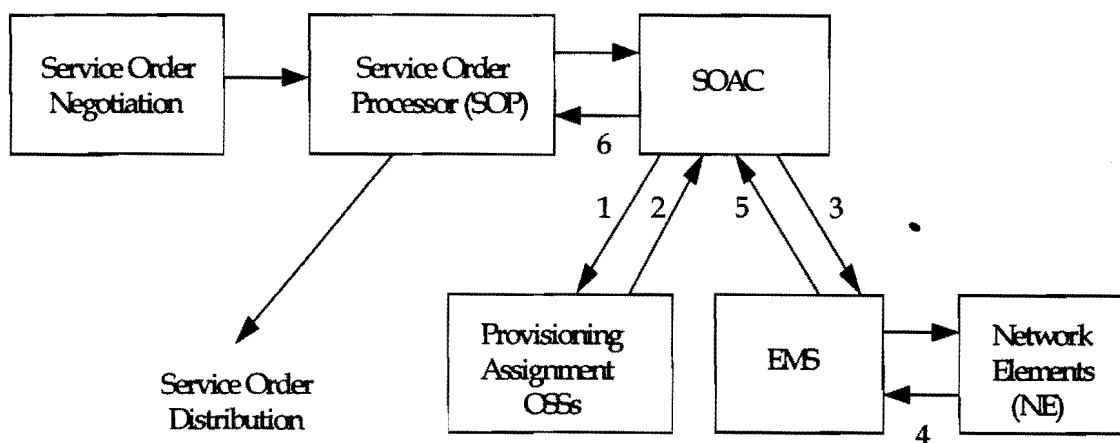 Service Order
Negotiation
Service Order
Processor (SOP)
SOAC
6
1
2
5
3
Provisioning
Assignment
OSSs
EMS
Network
Elements
(NE)
4
Service Order
Distribution